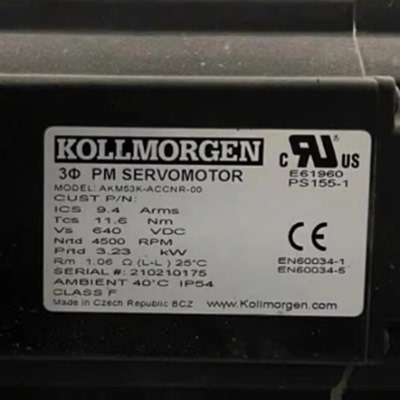 KOLLMORGEN
3Φ PM SERVOMOTOR
MODEL: AKM53K-ACCNR-00
CUST P/N:
ICS 9.4 Arms
Tcs 11.6 Nm
Vs 640 VDC
Nrtd 4500 RPM
Prtd 3.23 kW
Rm 1.06 Ω (L-L) 25°C
SERIAL #: 210210175
AMBIENT 40°C IP54
CLASS F
Made in Czech Republic BCZ
c RU US
E61960
PS155-1
CE
EN60034-1
EN60034-5
www.Kollmorgen.com